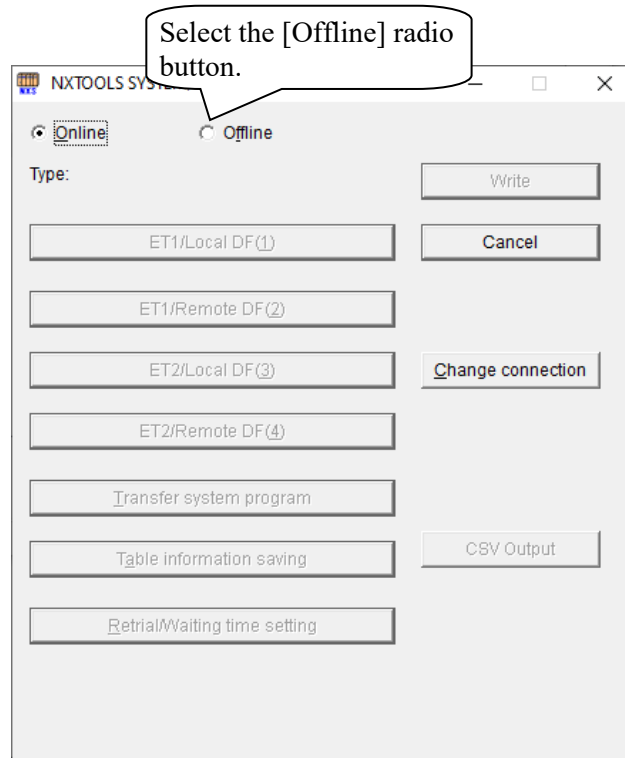 Select the [Offline] radio
button.
NXS
NXTOOLS SYS
Online
Offline
Type:
Write
ET1/Local DF(1)
Cancel
ET1/Remote DF(2)
ET2/Local DF(3)
Change connection
ET2/Remote DF(4)
Transfer system program
Table information saving
CSV Output
Retrial/Waiting time setting